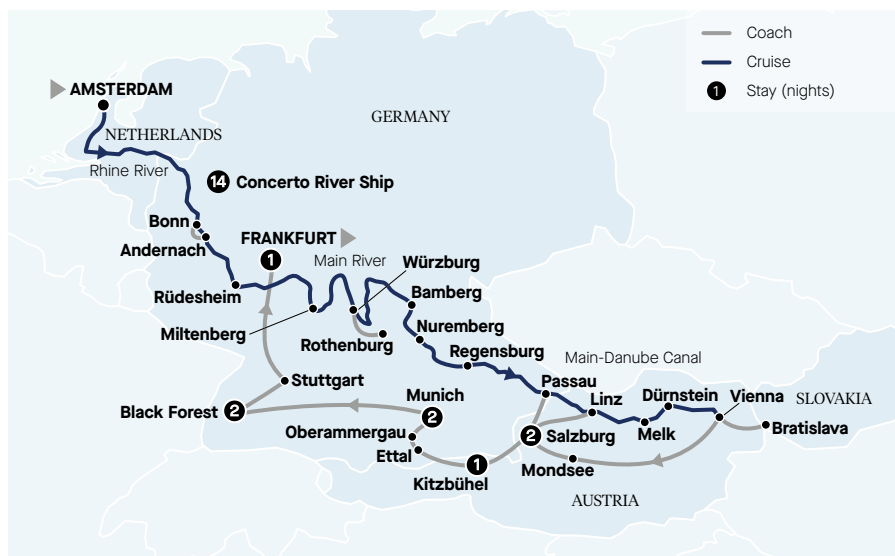 Coach
Cruise
1 Stay (nights)
AMSTERDAM
GERMANY
NETHERLANDS
Rhine River
14 Concerto River Ship
Bonn
Andernach
FRANKFURT
1
Main River
Würzburg
Rüdesheim
Bamberg
Miltenberg
Nuremberg
Rothenburg
Regensburg
Main-Danube Canal
Stuttgart
Passau
Munich
Linz
Dürnstein
Vienna
SLOVAKIA
Black Forest 2
2
Oberammergau
2 Salzburg
Melk
Bratislava
Ettal
1
Mondsee
Kitzbühel
AUSTRIA